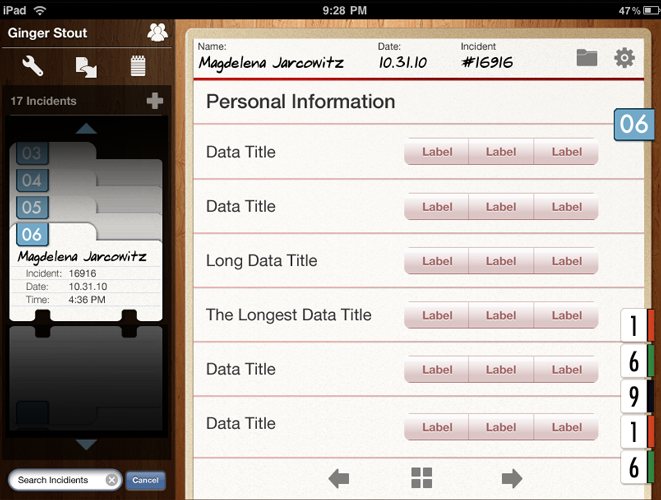 iPad 9:28 PM 47%
Ginger Stout
17 Incidents
03
04
05
06
Magdelena Jarcowitz
Incident: 16916
Date: 10.31.10
Time: 4:36 PM
Search Incidients Cancel
Name: Date: Incident
Magdelena Jarcowitz 10.31.10 #16916
Personal Information
06
Data Title Label Label Label
Data Title Label Label Label
Long Data Title Label Label Label
The Longest Data Title Label Label Label
Data Title Label Label Label
Data Title Label Label Label
1
6
9
1
6